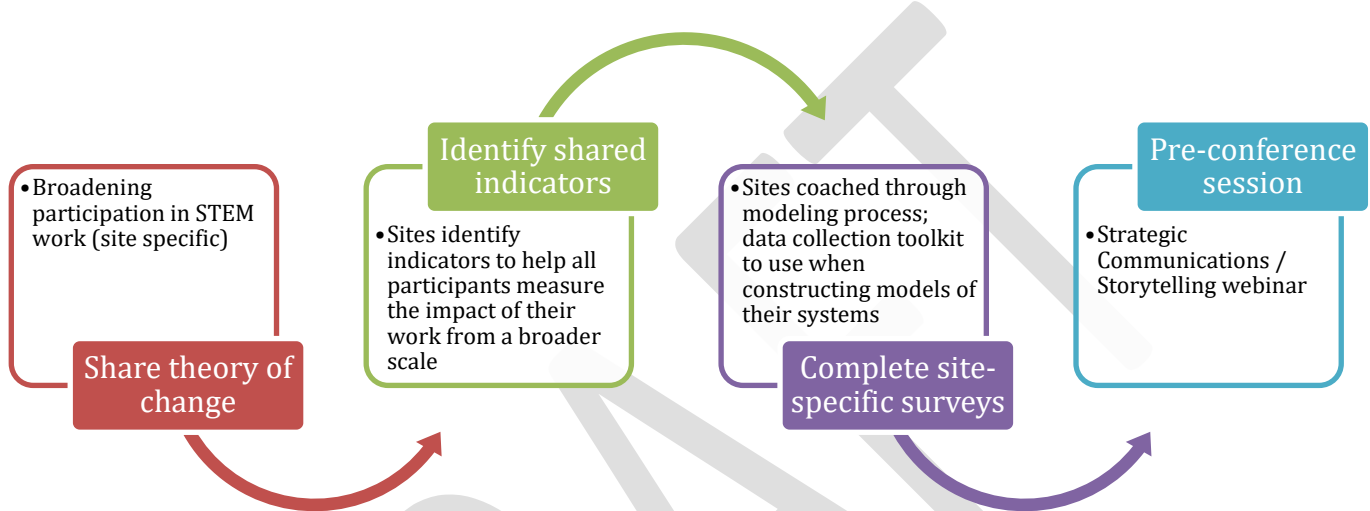 •Broadening
participation in STEM
work (site specific)
Share theory of
change
Identify shared
indicators
•Sites identify
indicators to help all
participants measure
the impact of their
work from a broader
scale
•Sites coached through
modeling process;
data collection toolkit
to use when
constructing models of
their systems
Complete site-
specific surveys
Pre-conference
session
•Strategic
Communications /
Storytelling webinar